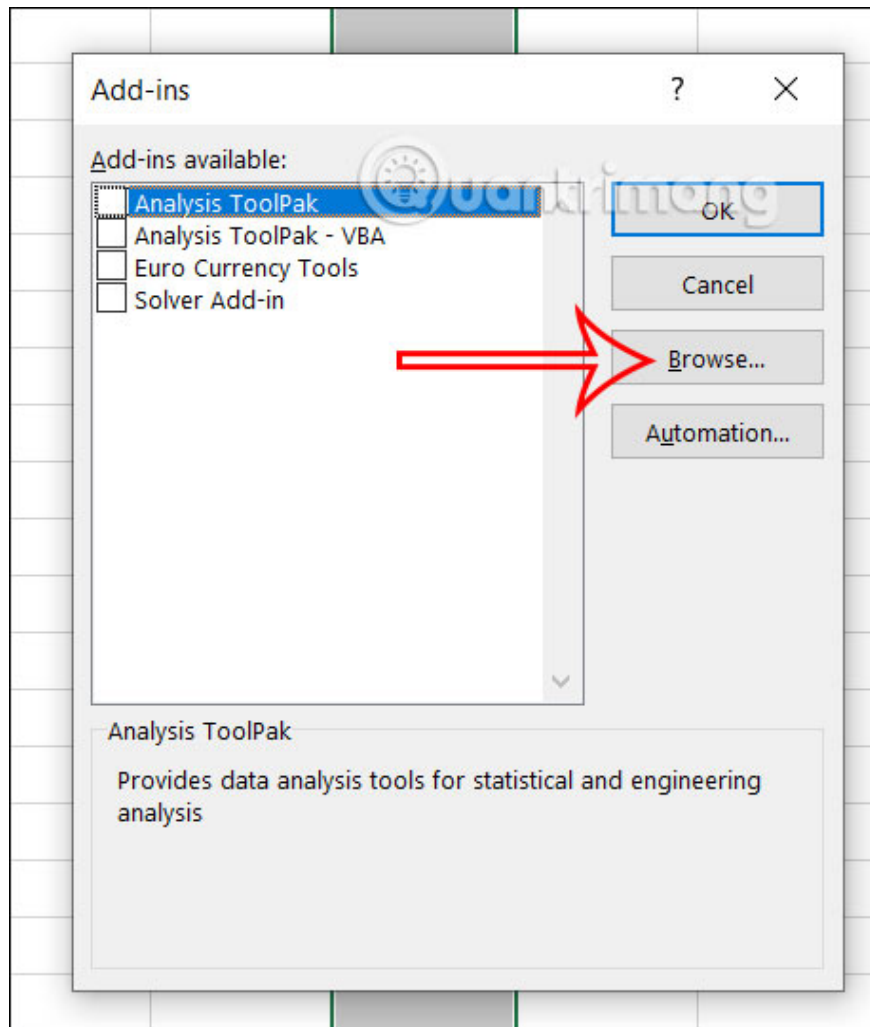 Add-ins
?
Add-ins available:
Quantrimang
Analysis ToolPak
Analysis ToolPak - VBA
Euro Currency Tools
Solver Add-in
OK
Cancel
Browse...
Automation...
Analysis ToolPak
Provides data analysis tools for statistical and engineering
analysis